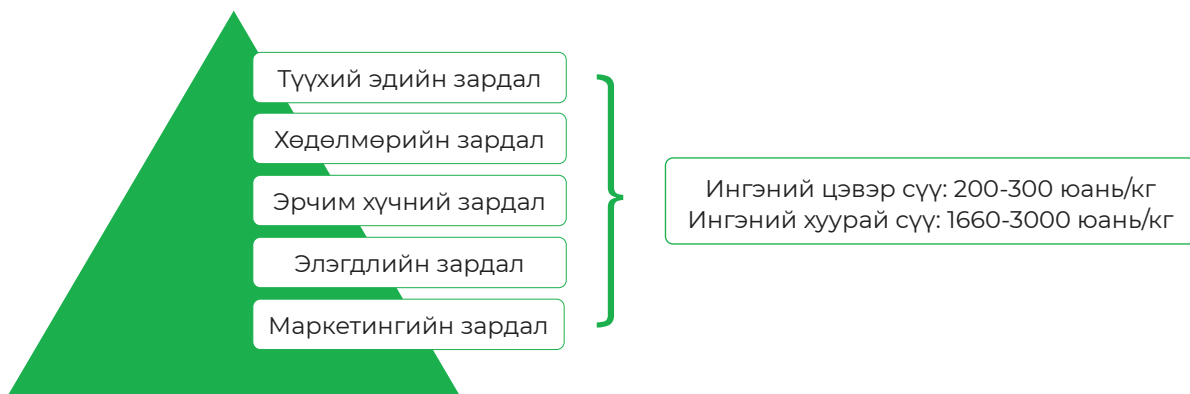 Түүхий эдийн зардал
Хөдөлмөрийн зардал
Эрчим хүчний зардал
Элэгдлийн зардал
Маркетингийн зардал
Ингэний цэвэр сүү: 200-300 юань/кг
Ингэний хуурай сүү: 1660-3000 юань/кг